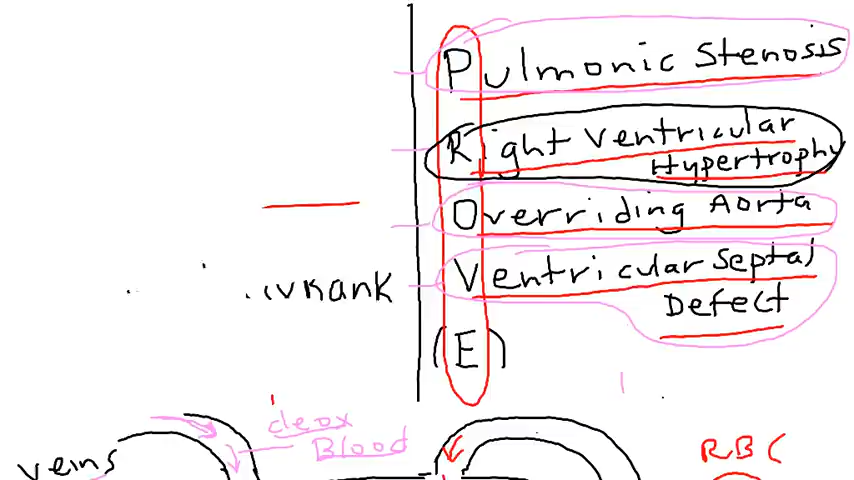 Pulmonic Stenosis
Right Ventricular
Hypertrophy
Overriding Aorta
Ventricular Septal
Defect
(E)
deox
Blood
veins
RBC